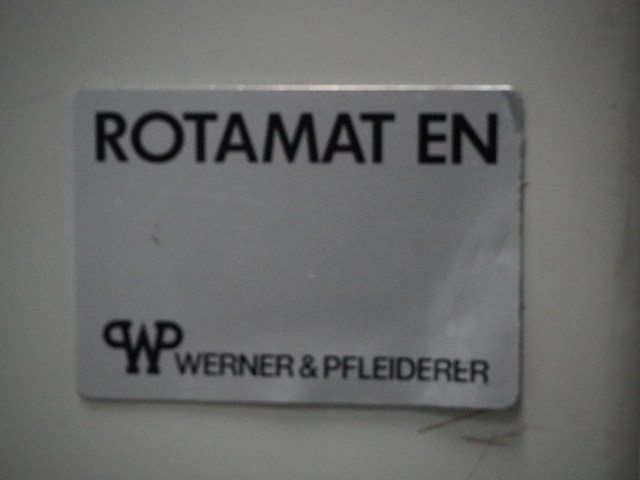 ROTAMAT EN
WP WERNER & PFLEIDERER